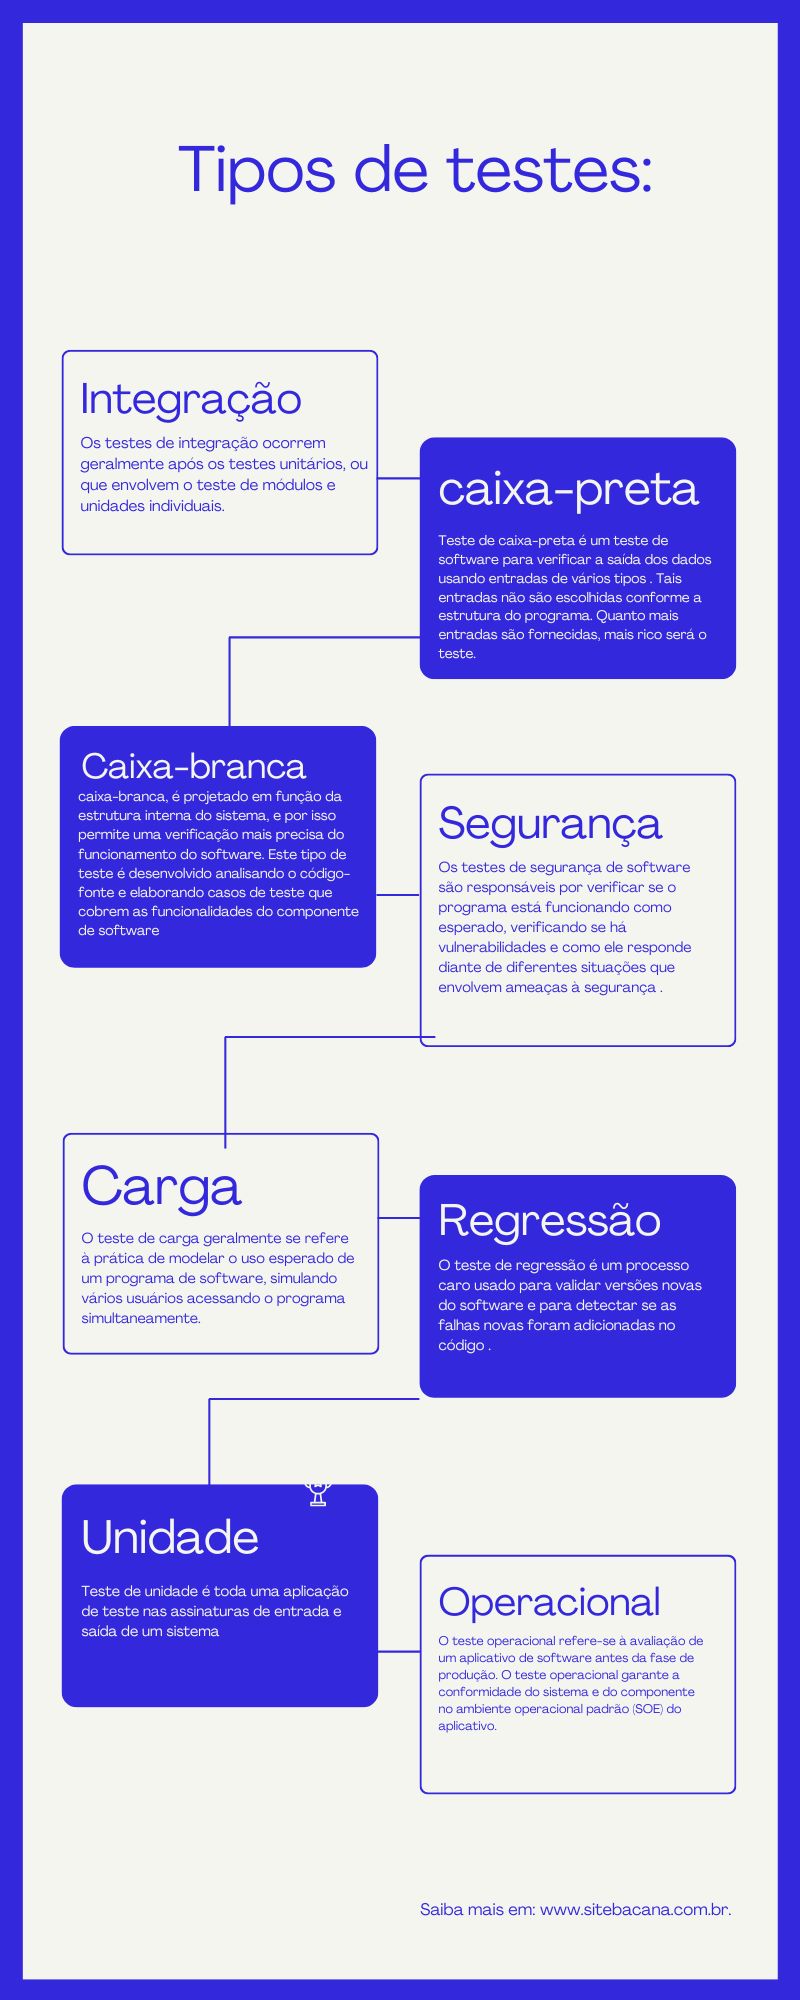 Tipos de testes:
Integração
Os testes de integração ocorrem
geralmente após os testes unitários, ou
que envolvem o teste de módulos e
unidades individuais.
caixa-preta
Teste de caixa-preta é um teste de
software para verificar a saída dos dados
usando entradas de vários tipos . Tais
entradas não são escolhidas conforme a
estrutura do programa. Quanto mais
entradas são fornecidas, mais rico será o
teste.
Caixa-branca
caixa-branca, é projetado em função da
estrutura interna do sistema, e por isso
permite uma verificação mais precisa do
funcionamento do software. Este tipo de
teste é desenvolvido analisando o código-
fonte e elaborando casos de teste que
cobrem as funcionalidades do componente
de software
Segurança
Os testes de segurança de software
são responsáveis por verificar se o
programa está funcionando como
esperado, verificando se há
vulnerabilidades e como ele responde
diante de diferentes situações que
envolvem ameaças à segurança .
Carga
O teste de carga geralmente se refere
à prática de modelar o uso esperado de
um programa de software, simulando
vários usuários acessando o programa
simultaneamente.
Regressão
O teste de regressão é um processo
caro usado para validar versões novas
do software e para detectar se as
falhas novas foram adicionadas no
código .
Unidade
Teste de unidade é toda uma aplicação
de teste nas assinaturas de entrada e
saída de um sistema
Operacional
O teste operacional refere-se à avaliação de
um aplicativo de software antes da fase de
produção. O teste operacional garante a
conformidade do sistema e do componente
no ambiente operacional padrão (SOE) do
aplicativo.
Saiba mais em: www.sitebacana.com.br.